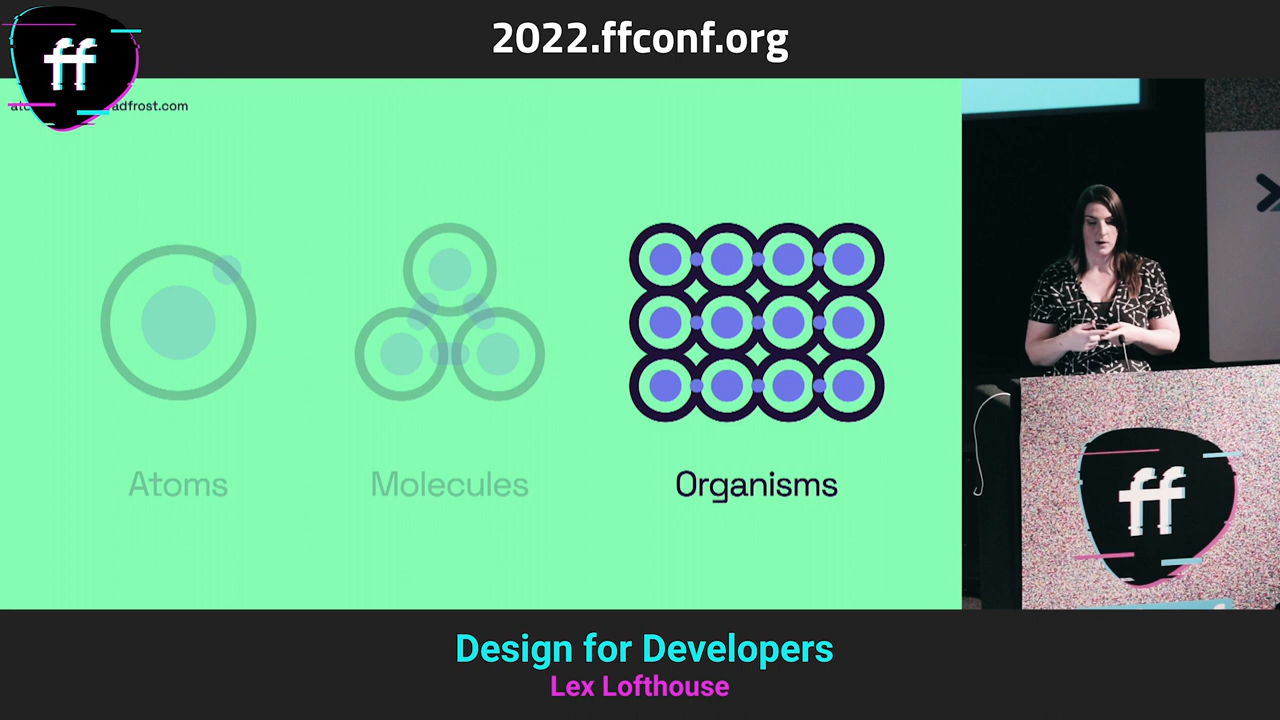 2022.ffconf.org
ff
adfrost.com
Atoms
Molecules
Organisms
ff
Design for Developers
Lex Lofthouse